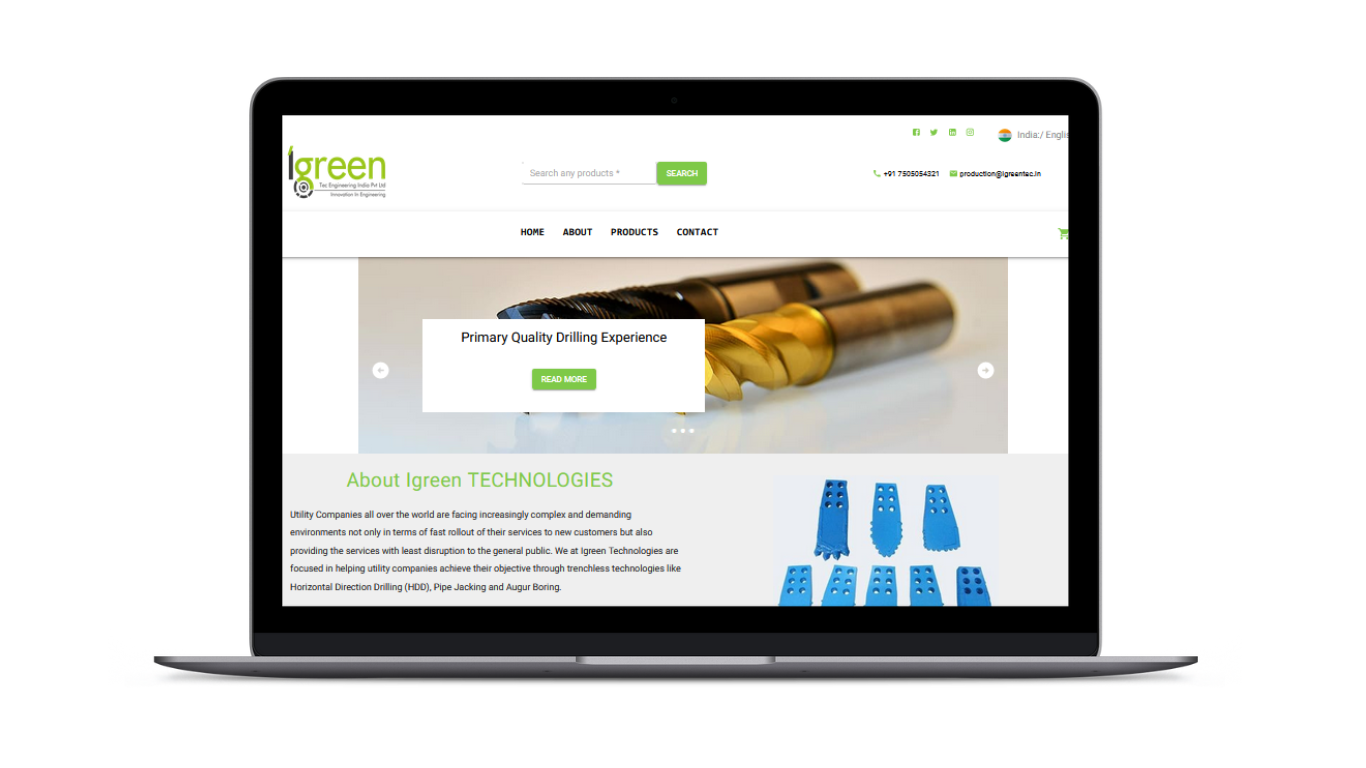 India:/ Englis
Igreen
Tec Engineering India Pvt Ltd
Innovation In Engineering
Search any products *
SEARCH
+91 7505054321
production@igreentec.in
HOME
ABOUT
PRODUCTS
CONTACT
Primary Quality Drilling Experience
READ MORE
About Igreen TECHNOLOGIES
Utility Companies all over the world are facing increasingly complex and demanding
environments not only in terms of fast rollout of their services to new customers but also
providing the services with least disruption to the general public. We at Igreen Technologies are
focused in helping utility companies achieve their objective through trenchless technologies like
Horizontal Direction Drilling (HDD), Pipe Jacking and Augur Boring.